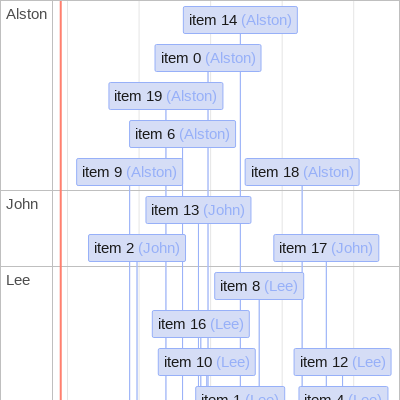 Alston
item 14 (Alston)
item 0 (Alston)
item 19 (Alston)
item 6 (Alston)
item 9 (Alston) item 18 (Alston)
John
item 13 (John)
item 2 (John) item 17 (John)
Lee
item 8 (Lee)
item 16 (Lee)
item 10 (Lee) item 12 (Lee)
item 1 (Lee) item 4 (Lee)